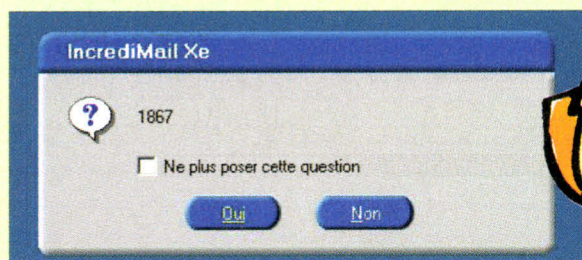 IncrediMail Xe
?
1867
Ne plus poser cette question
Oui
Non